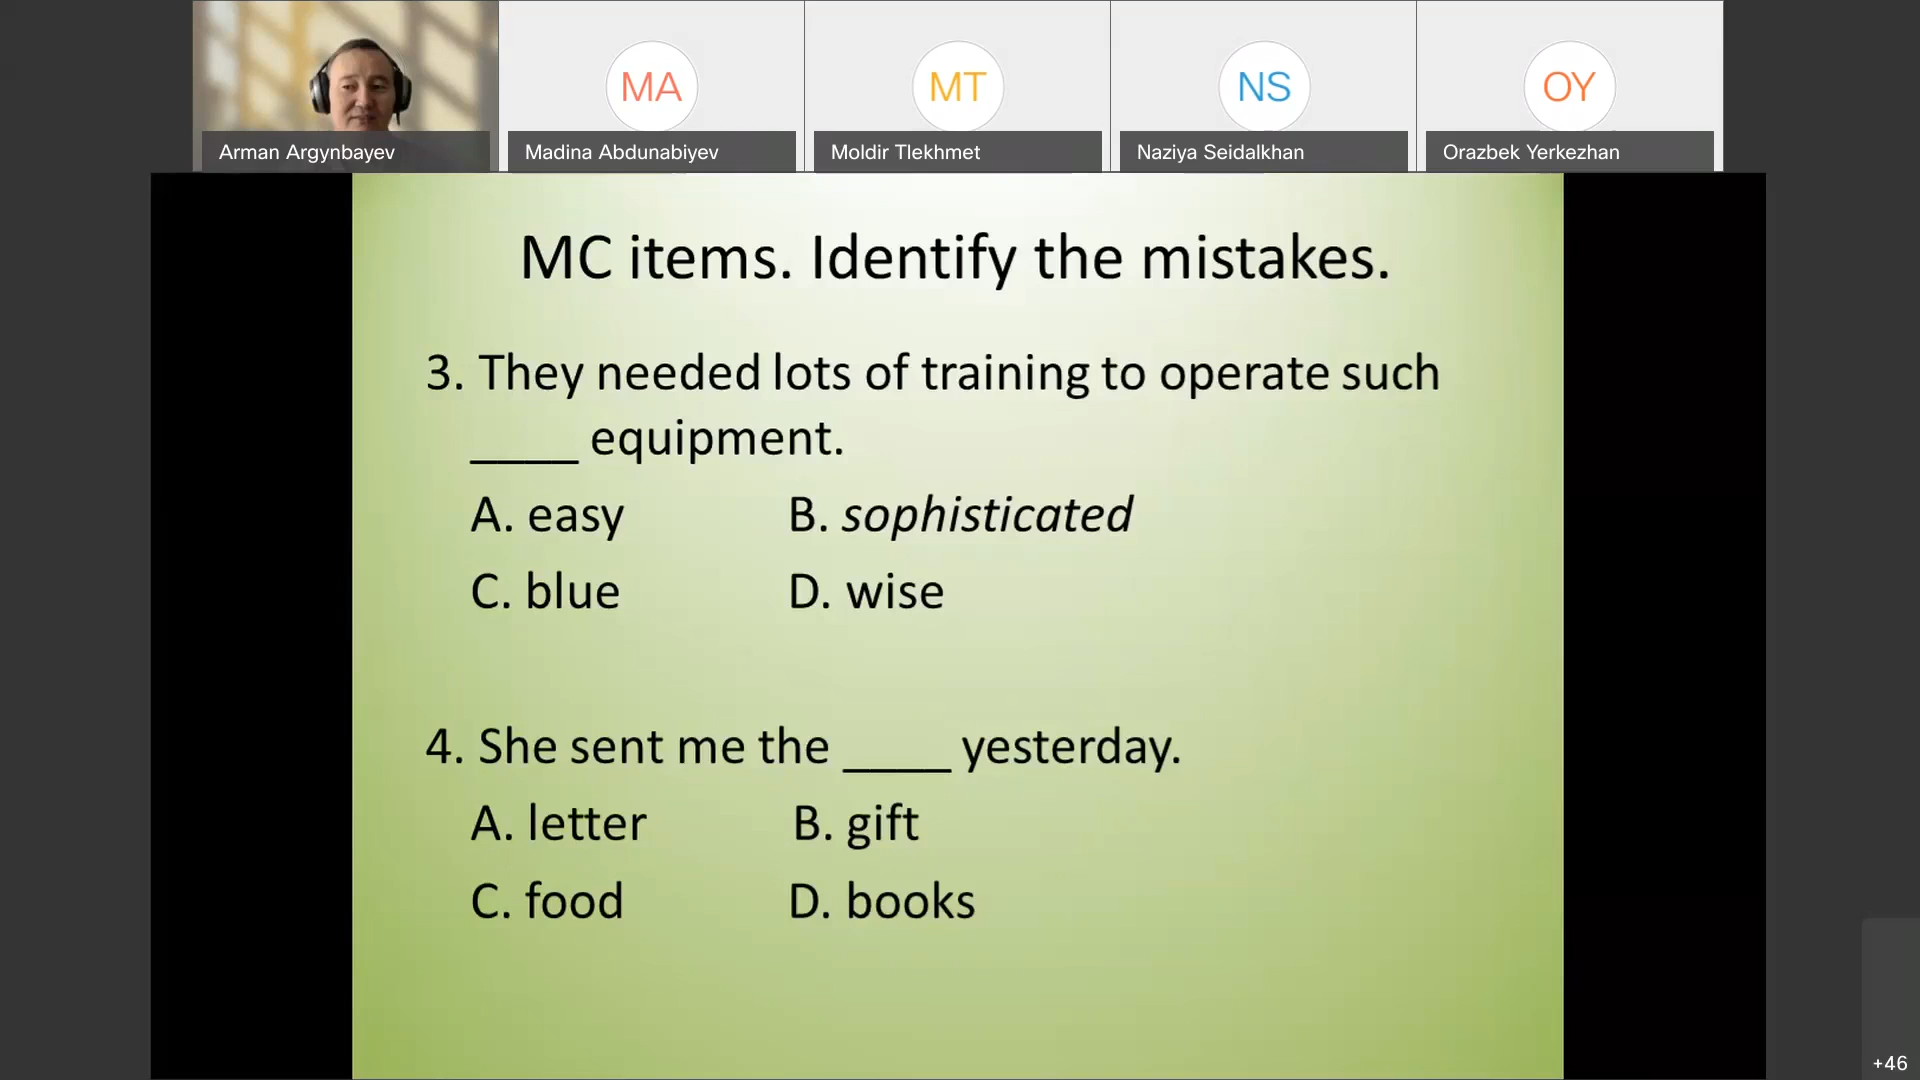 MA
MT
NS
OY
Arman Argynbayev
Madina Abdunabiyev
Moldir Tlekhmet
Naziya Seidalkhan
Orazbek Yerkezhan
MC items. Identify the mistakes.
3. They needed lots of training to operate such
____ equipment.
A. easy B. sophisticated
C. blue D. wise
4. She sent me the ____ yesterday.
A. letter B. gift
C. food D. books
+46